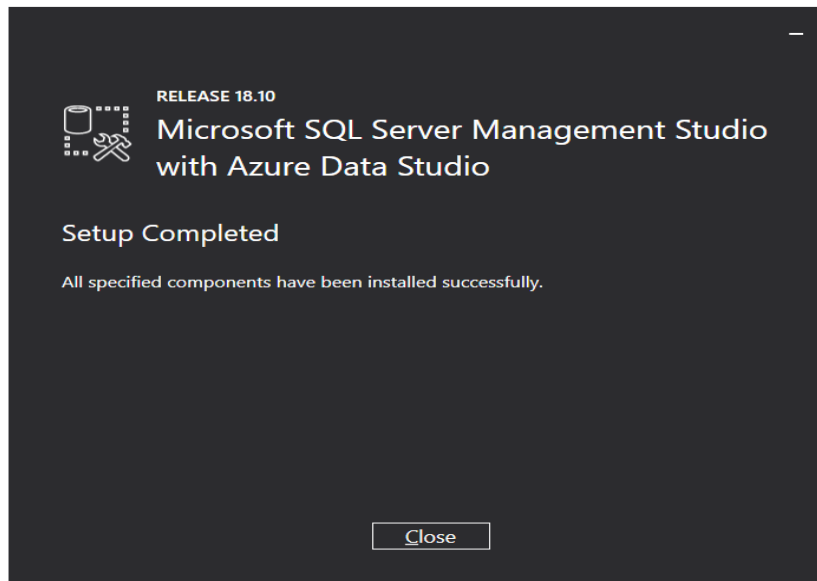 RELEASE 18.10
Microsoft SQL Server Management Studio
with Azure Data Studio
Setup Completed
All specified components have been installed successfully.
Close